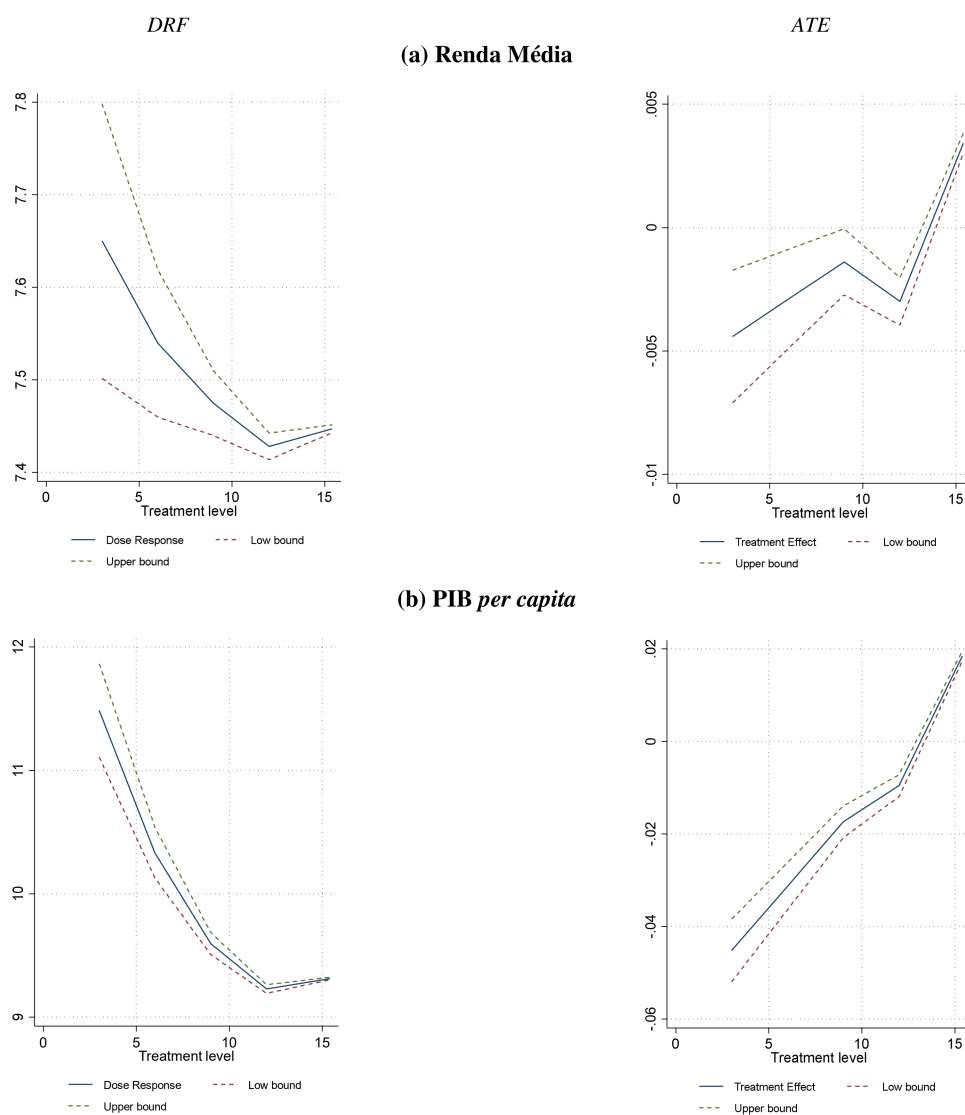 DRF
ATE
(a) Renda Média
7.8
7.7
7.6
7.5
7.4
0 5 10 15
Treatment level
Dose Response Low bound
Upper bound
.005
0
-.005
-.01
0 5 10 15
Treatment level
Treatment Effect Low bound
Upper bound
(b) PIB per capita
12
11
10
9
0 5 10 15
Treatment level
Dose Response Low bound
Upper bound
.02
0
-.02
-.04
-.06
0 5 10 15
Treatment level
Treatment Effect Low bound
Upper bound